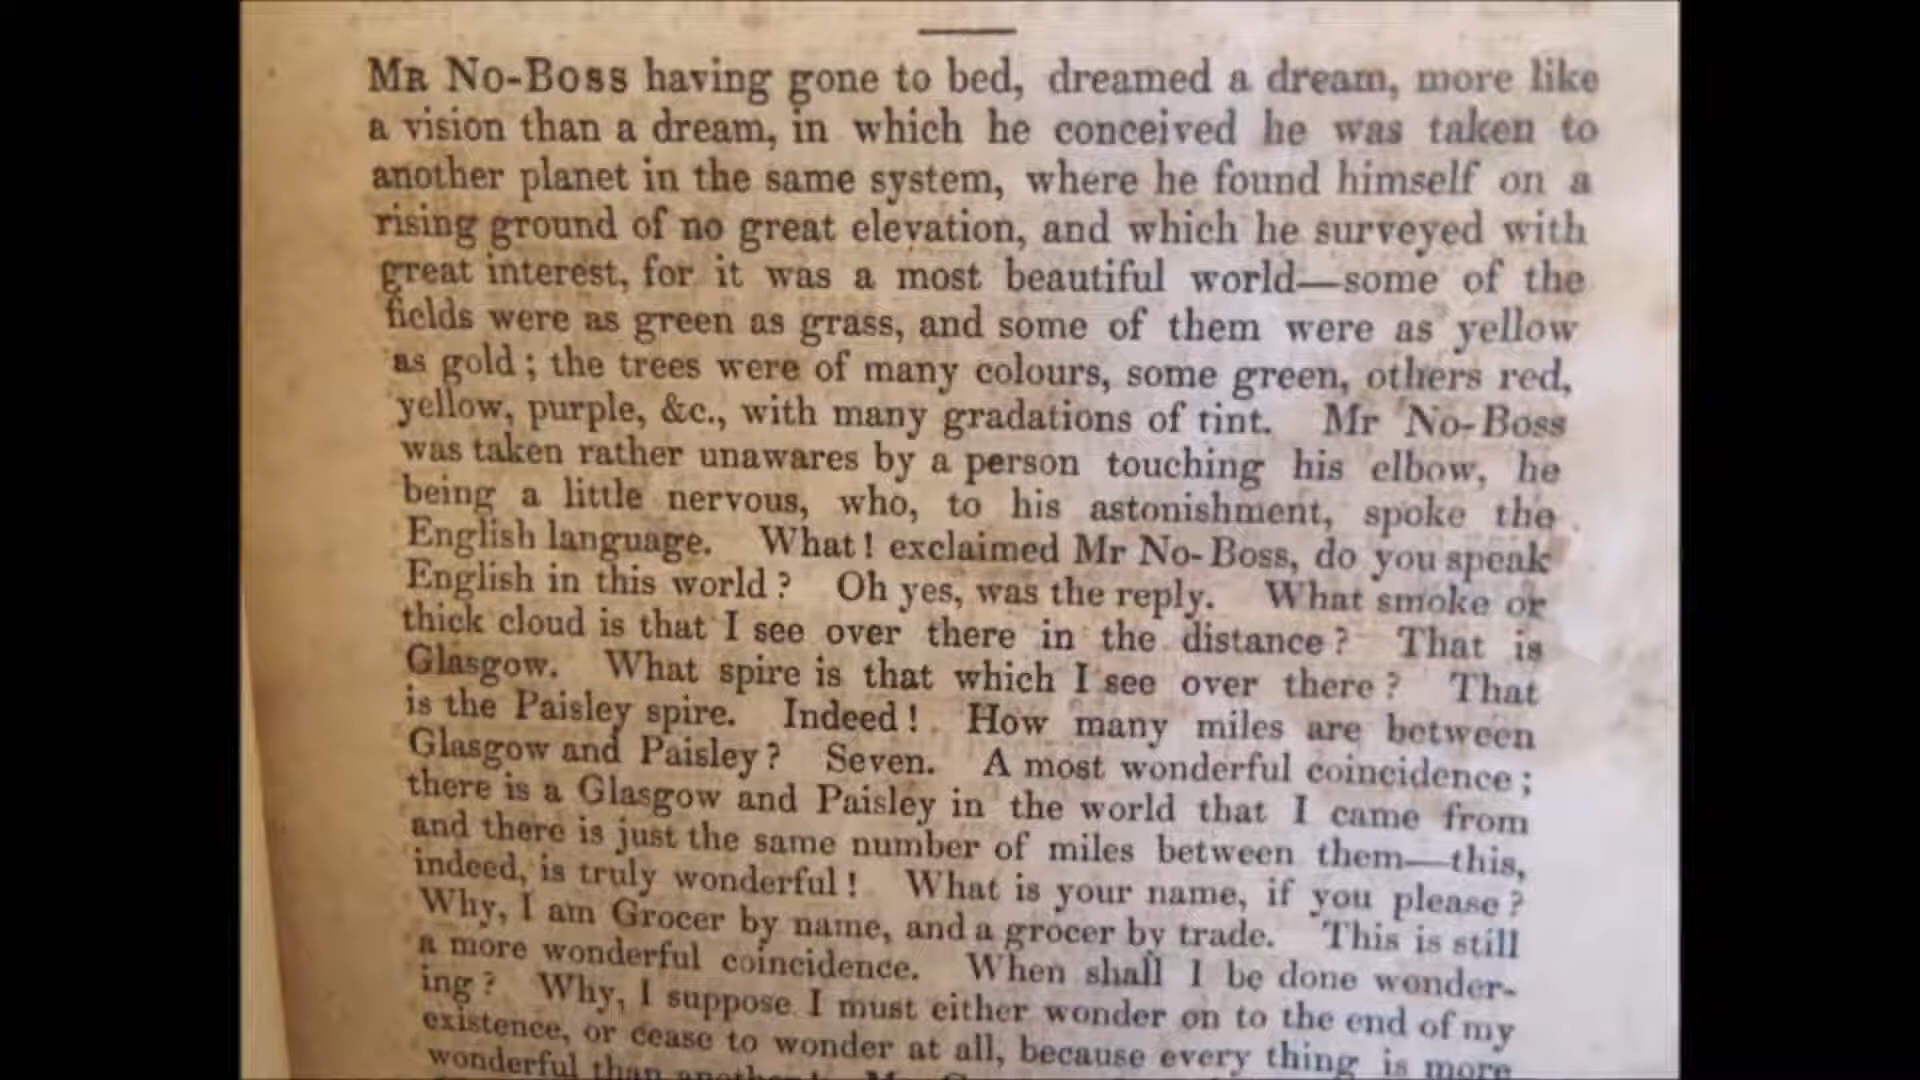 MR NO-BOSS having gone to bed, dreamed a dream, more like
a vision than a dream, in which he conceived he was taken to
another planet in the same system, where he found himself on a
rising ground of no great elevation, and which he surveyed with
great interest, for it was a most beautiful world—some of the
fields were as green as grass, and some of them were as yellow
as gold; the trees were of many colours, some green, others red,
yellow, purple, &c., with many gradations of tint. Mr No-Boss
was taken rather unawares by a person touching his elbow, he
being a little nervous, who, to his astonishment, spoke the
English language. What! exclaimed Mr No-Boss, do you speak
English in this world? Oh yes, was the reply. What smoke or
thick cloud is that I see over there in the distance? That is
Glasgow. What spire is that which I see over there? That
is the Paisley spire. Indeed! How many miles are between
Glasgow and Paisley? Seven. A most wonderful coincidence;
there is a Glasgow and Paisley in the world that I came from
and there is just the same number of miles between them—this,
indeed, is truly wonderful! What is your name, if you please?
Why, I am Grocer by name, and a grocer by trade. This is still
a more wonderful coincidence. When shall I be done wonder-
ing? Why, I suppose I must either wonder on to the end of my
existence, or cease to wonder at all, because every thing is more
wonderful than another!